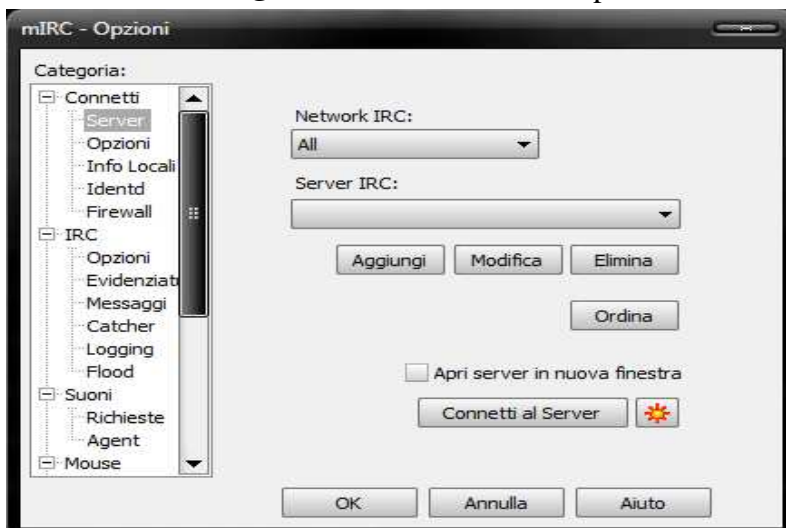 mIRC - Opzioni
Categoria:
Connetti
Server
Opzioni
Info Locali
Identd
Firewall
IRC
Opzioni
Evidenziat
Messaggi
Catcher
Logging
Flood
Suoni
Richieste
Agent
Mouse
Network IRC:
All
Server IRC:
Aggiungi
Modifica
Elimina
Ordina
Apri server in nuova finestra
Connetti al Server
OK
Annulla
Aiuto